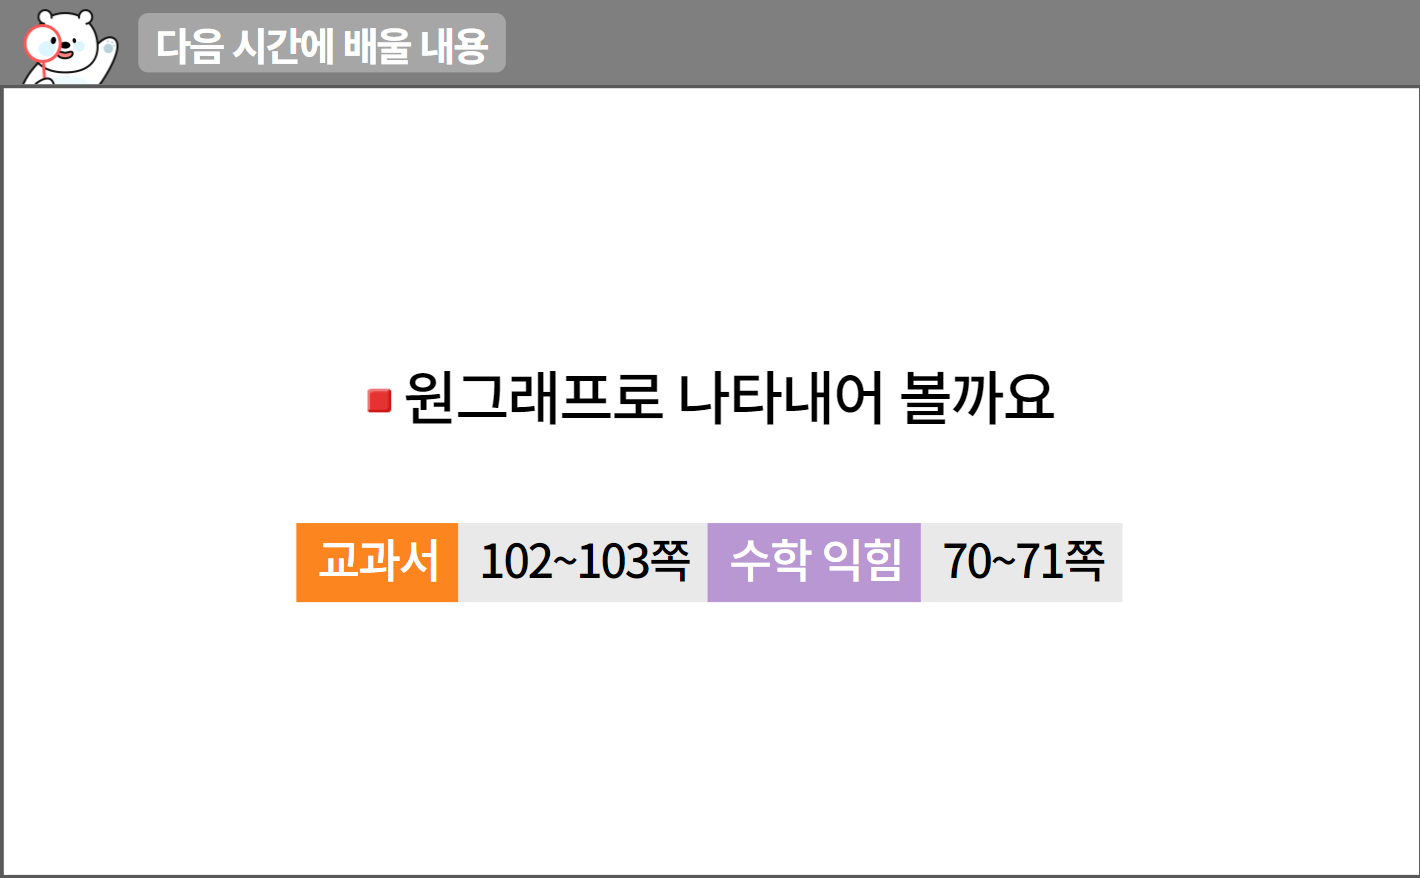 다음 시간에 배울 내용
원그래프로 나타내어 볼까요
교과서 102~103쪽 수학 익힘 70~71쪽